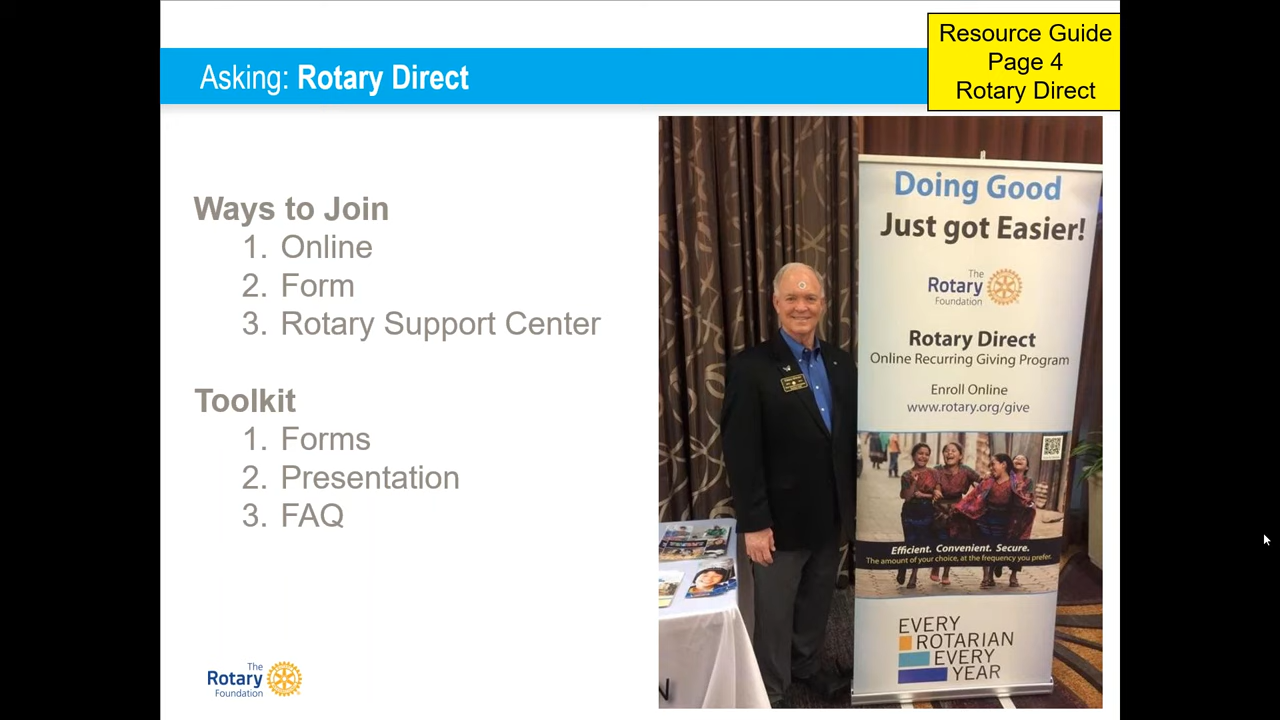 Resource Guide
Page 4
Rotary Direct
Asking: Rotary Direct
Ways to Join
1. Online
2. Form
3. Rotary Support Center
Toolkit
1. Forms
2. Presentation
3. FAQ
The
Rotary
Foundation
Doing Good
Just got Easier!
The
Rotary
Foundation
Rotary Direct
Online Recurring Giving Program
Enroll Online
www.rotary.org/give
Efficient. Convenient. Secure.
The amount of your choice, at the frequency you prefer.
EVERY
ROTARIAN
EVERY
YEAR